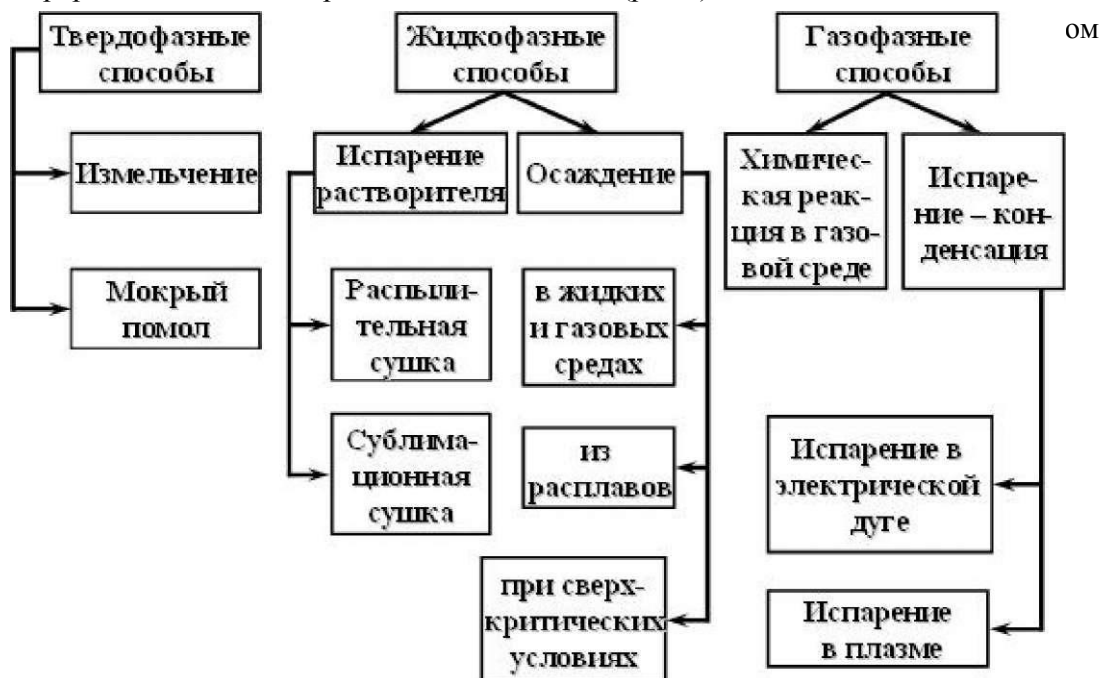 ом
Твердофазные
способы
Измельчение
Мокрый
помол
Жидкофазные
способы
Испарение
растворителя
Распыли-
тельная
сушка
Сублима-
ционная
сушка
Осаждение
в жидких
и газовых
средах
из
расплавов
при сверх-
критических
условиях
Газофазные
способы
Химичес-
кая реак-
ция в газо-
вой среде
Испаре-
ние – кон-
денсация
Испарение в
электрической
дуге
Испарение
в плазме